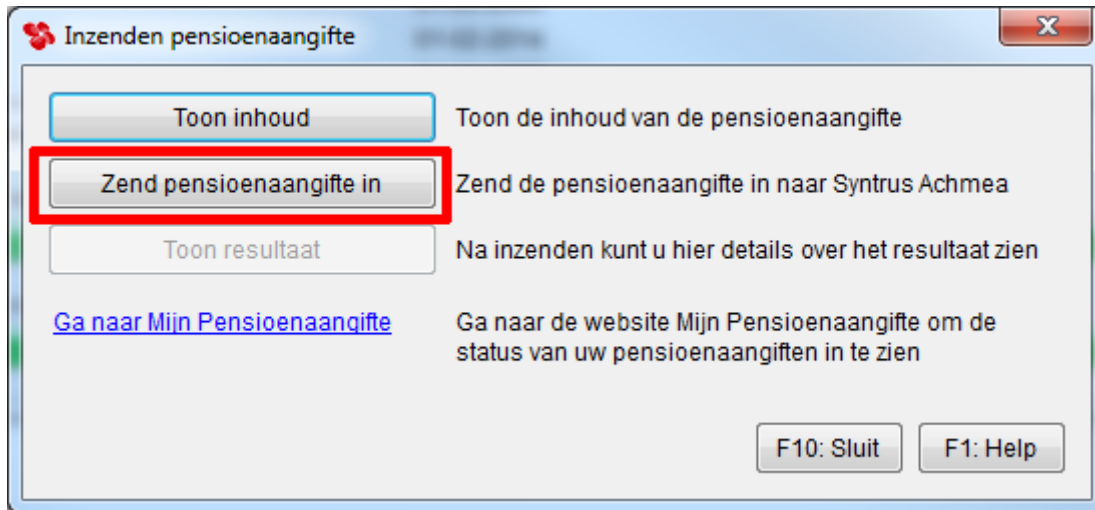 Inzenden pensioenaangifte
Toon inhoud
Toon de inhoud van de pensioenaangifte
Zend pensioenaangifte in
Zend de pensioenaangifte in naar Syntrus Achmea
Toon resultaat
Na inzenden kunt u hier details over het resultaat zien
Ga naar Mijn Pensioenaangifte
Ga naar de website Mijn Pensioenaangifte om de
status van uw pensioenaangiften in te zien
F10: Sluit
F1: Help